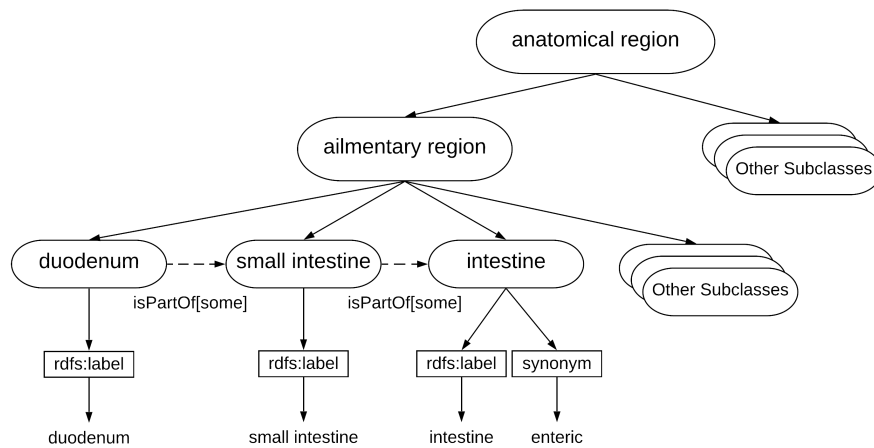 anatomical region
ailmentary region
Other Subclasses
duodenum
small intestine
intestine
isPartOf[some]
isPartOf[some]
Other Subclasses
rdfs:label
rdfs:label
rdfs:label
synonym
duodenum
small intestine
intestine
enteric